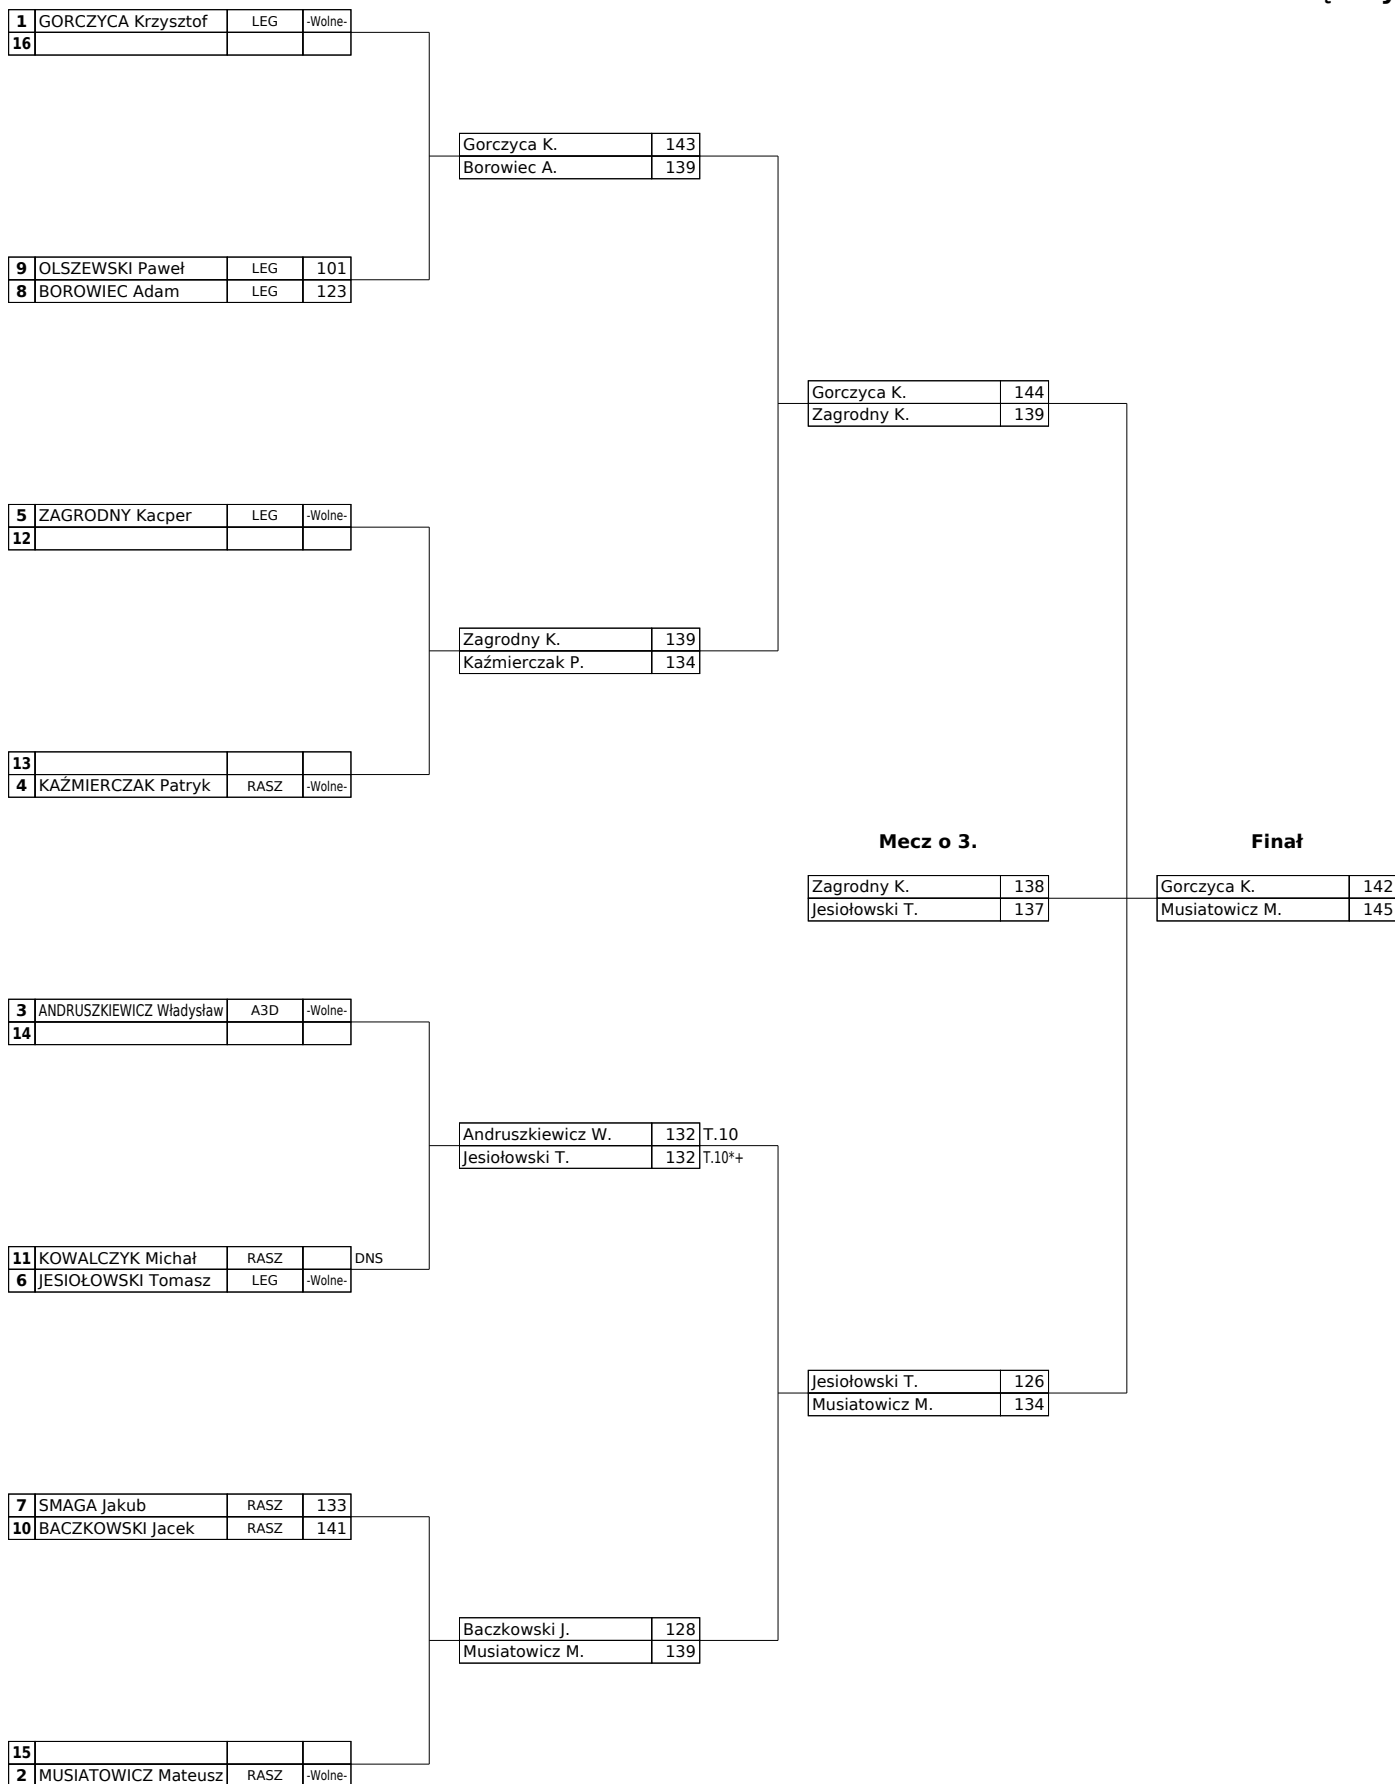 1 GORCZYCA Krzysztof LEG -Wolne-
16
Gorczyca K. 143
Borowiec A. 139
9 OLSZEWSKI Paweł LEG 101
8 BOROWIEC Adam LEG 123
Gorczyca K. 144
Zagrodny K. 139
5 ZAGRODNY Kacper LEG -Wolne-
12
Zagrodny K. 139
Kaźmierczak P. 134
13
4 KAŹMIERCZAK Patryk RASZ -Wolne-
Mecz o 3. Finał
Zagrodny K. 138 Gorczyca K. 142
Jesiołowski T. 137 Musiatowicz M. 145
3 ANDRUSZKIEWICZ Władysław A3D -Wolne-
14
Andruszkiewicz W. 132 T.10
Jesiołowski T. 132 T.10*+
11 KOWALCZYK Michał RASZ DNS
6 JESIOŁOWSKI Tomasz LEG -Wolne-
Jesiołowski T. 126
Musiatowicz M. 134
7 SMAGA Jakub RASZ 133
10 BACZKOWSKI Jacek RASZ 141
Baczkowski J. 128
Musiatowicz M. 139
15
2 MUSIATOWICZ Mateusz RASZ -Wolne-